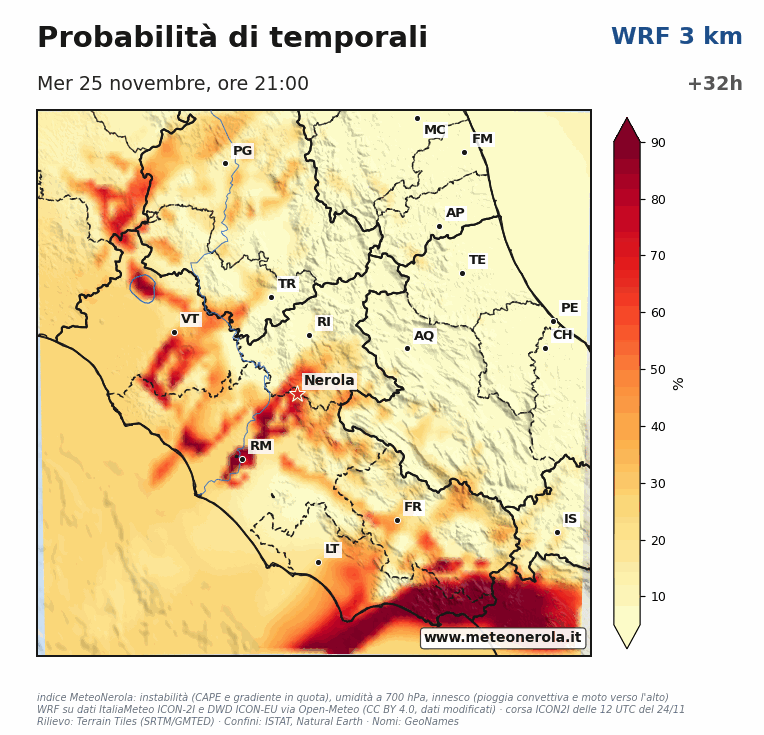 Probabilità di temporali
WRF 3 km
Mer 25 novembre, ore 21:00
+32h
MC
FM
PG
AP
TE
TR
PE
VT
RI
AQ
CH
Nerola
RM
FR
IS
LT
www.meteonerola.it
90
80
70
60
50
40
30
20
10
%
indice MeteoNerola: instabilità (CAPE e gradiente in quota), umidità a 700 hPa, innesco (pioggia convettiva e moto verso l'alto)
WRF su dati ItaliaMeteo ICON-2I e DWD ICON-EU via Open-Meteo (CC BY 4.0, dati modificati) · corsa ICON2I delle 12 UTC del 24/11
Rilievo: Terrain Tiles (SRTM/GMTED) · Confini: ISTAT, Natural Earth · Nomi: GeoNames